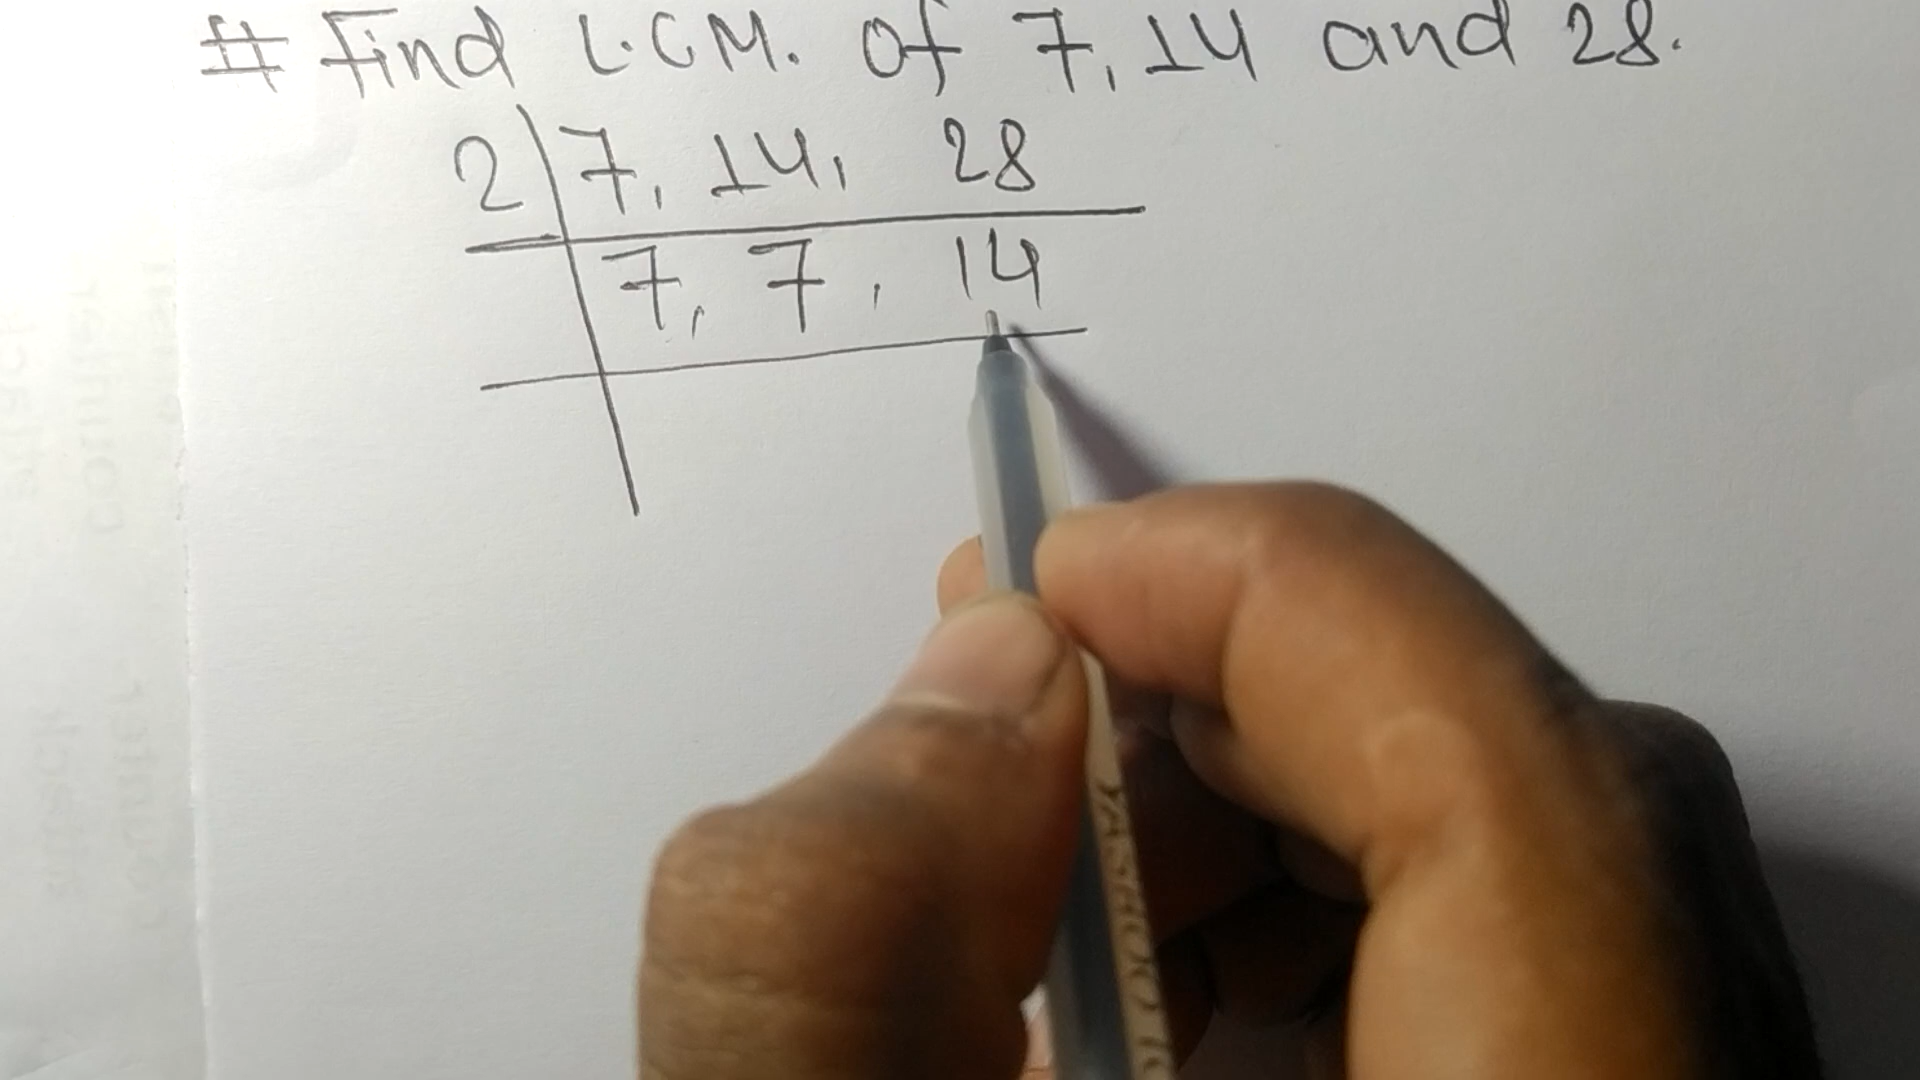 # Find L.C.M. of 7, 14 and 28.
2 7, 14, 28
7, 7, 14